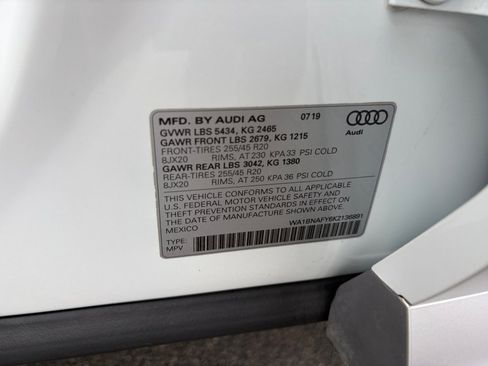 MFD. BY AUDI AG 0719
GVWR LBS 5434, KG 2465
GAWR FRONT LBS 2679, KG 1215
FRONT-TIRES 255/45 R20
8JX20 RIMS, AT 230 KPA 33 PSI COLD
GAWR REAR LBS 3042, KG 1380
REAR-TIRES 255/45 R20
8JX20 RIMS, AT 250 KPA 36 PSI COLD
THIS VEHICLE CONFORMS TO ALL APPLICABLE
U.S. FEDERAL MOTOR VEHICLE SAFETY AND
THEFT PREVENTION STANDARDS IN EFFECT ON
THE DATE OF MANUFACTURE SHOWN ABOVE.
MEXICO
WA1BNAFY6K2136891
TYPE:
MPV
Audi